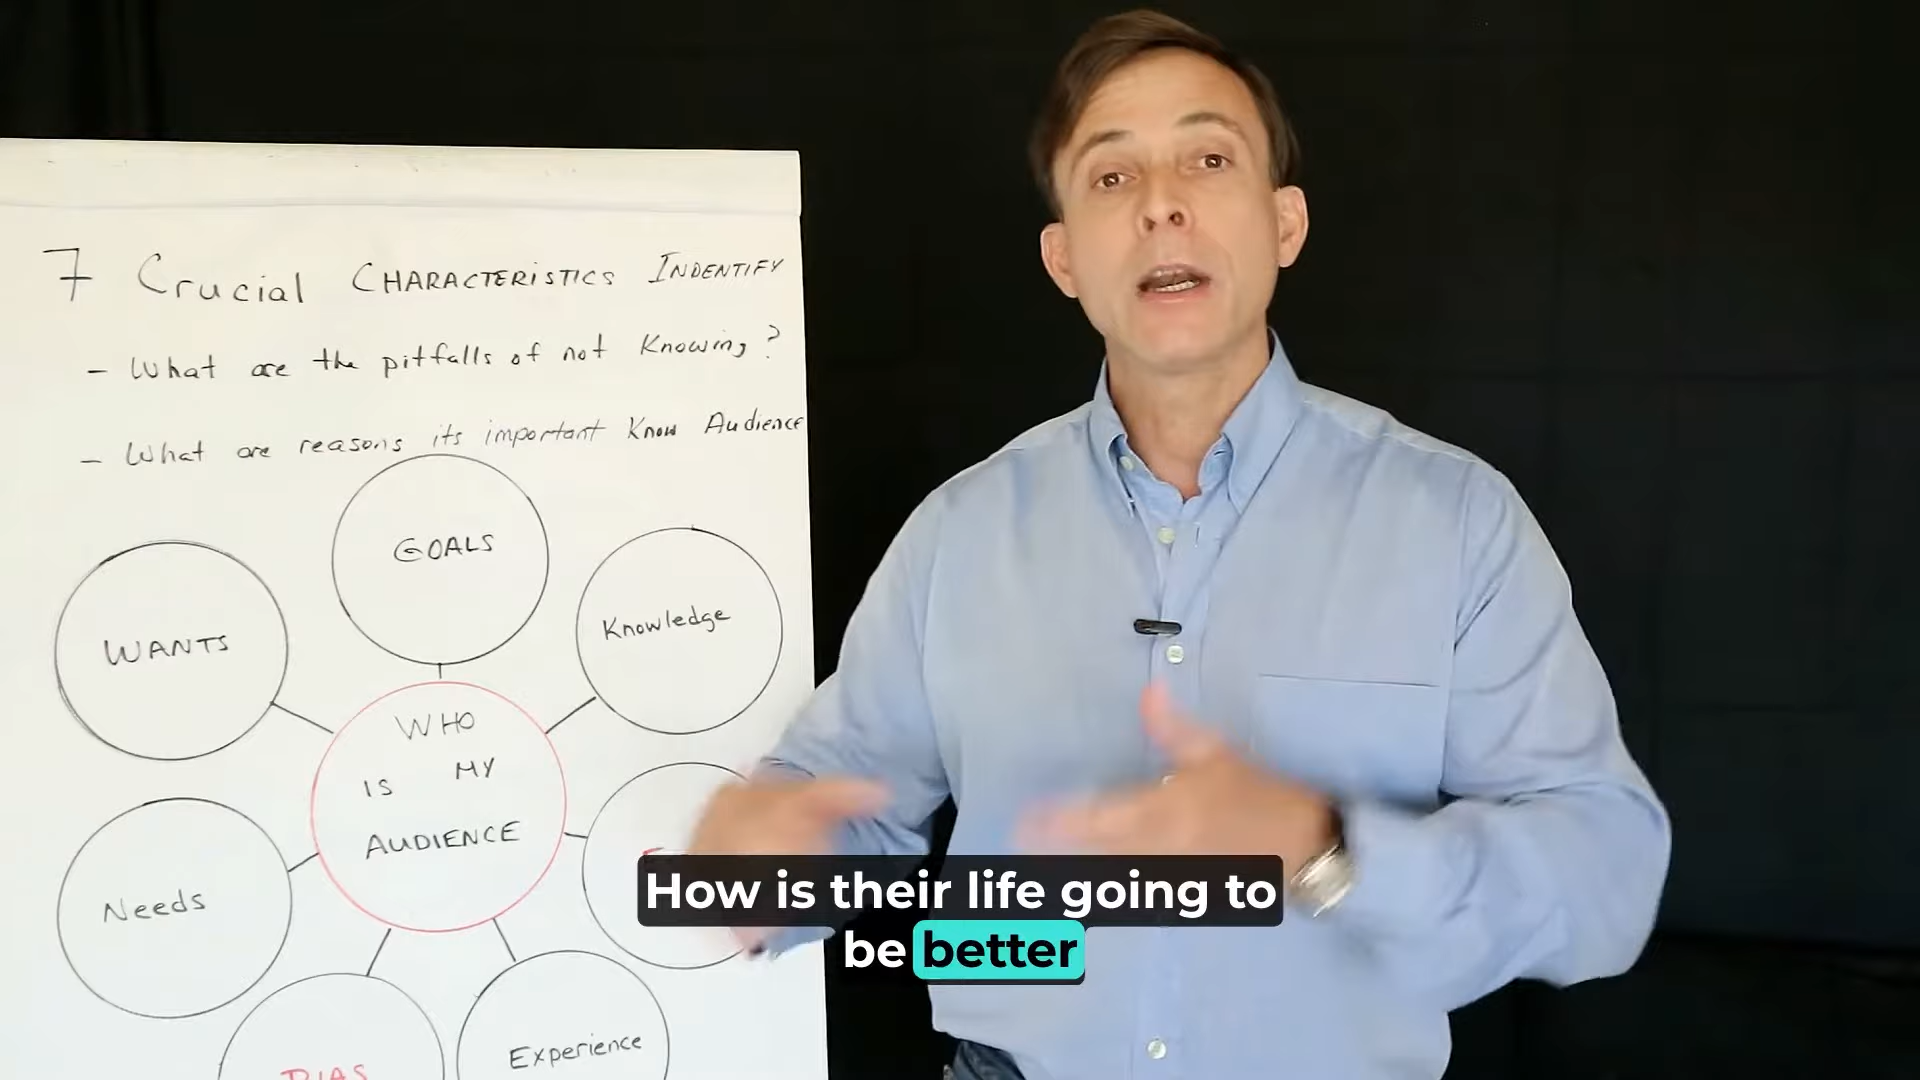 7 Crucial CHARACTERISTICS INDENTIFY
- What are the pitfalls of not Knowing?
- What are reasons its important Know Audience
GOALS
Knowledge
WANTS
WHO
IS MY
AUDIENCE
Needs
Experience
BIAS
How is their life going to
be better